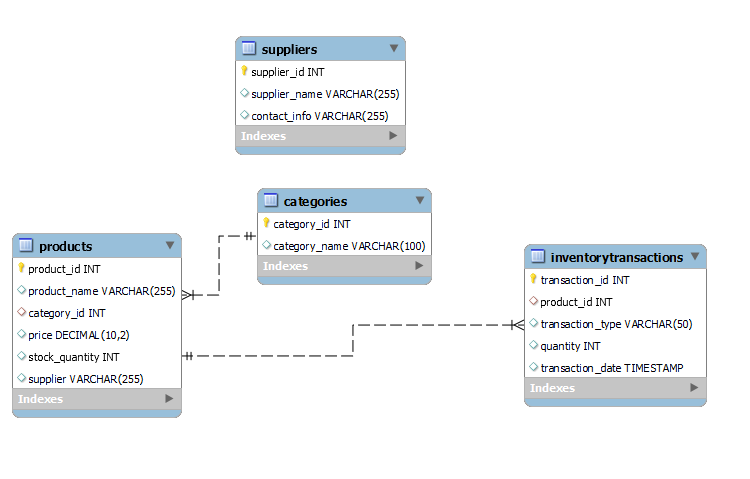 suppliers
supplier_id INT
supplier_name VARCHAR(255)
contact_info VARCHAR(255)
Indexes
categories
category_id INT
category_name VARCHAR(100)
Indexes
products
product_id INT
product_name VARCHAR(255)
category_id INT
price DECIMAL(10,2)
stock_quantity INT
supplier VARCHAR(255)
Indexes
inventorytransactions
transaction_id INT
product_id INT
transaction_type VARCHAR(50)
quantity INT
transaction_date TIMESTAMP
Indexes